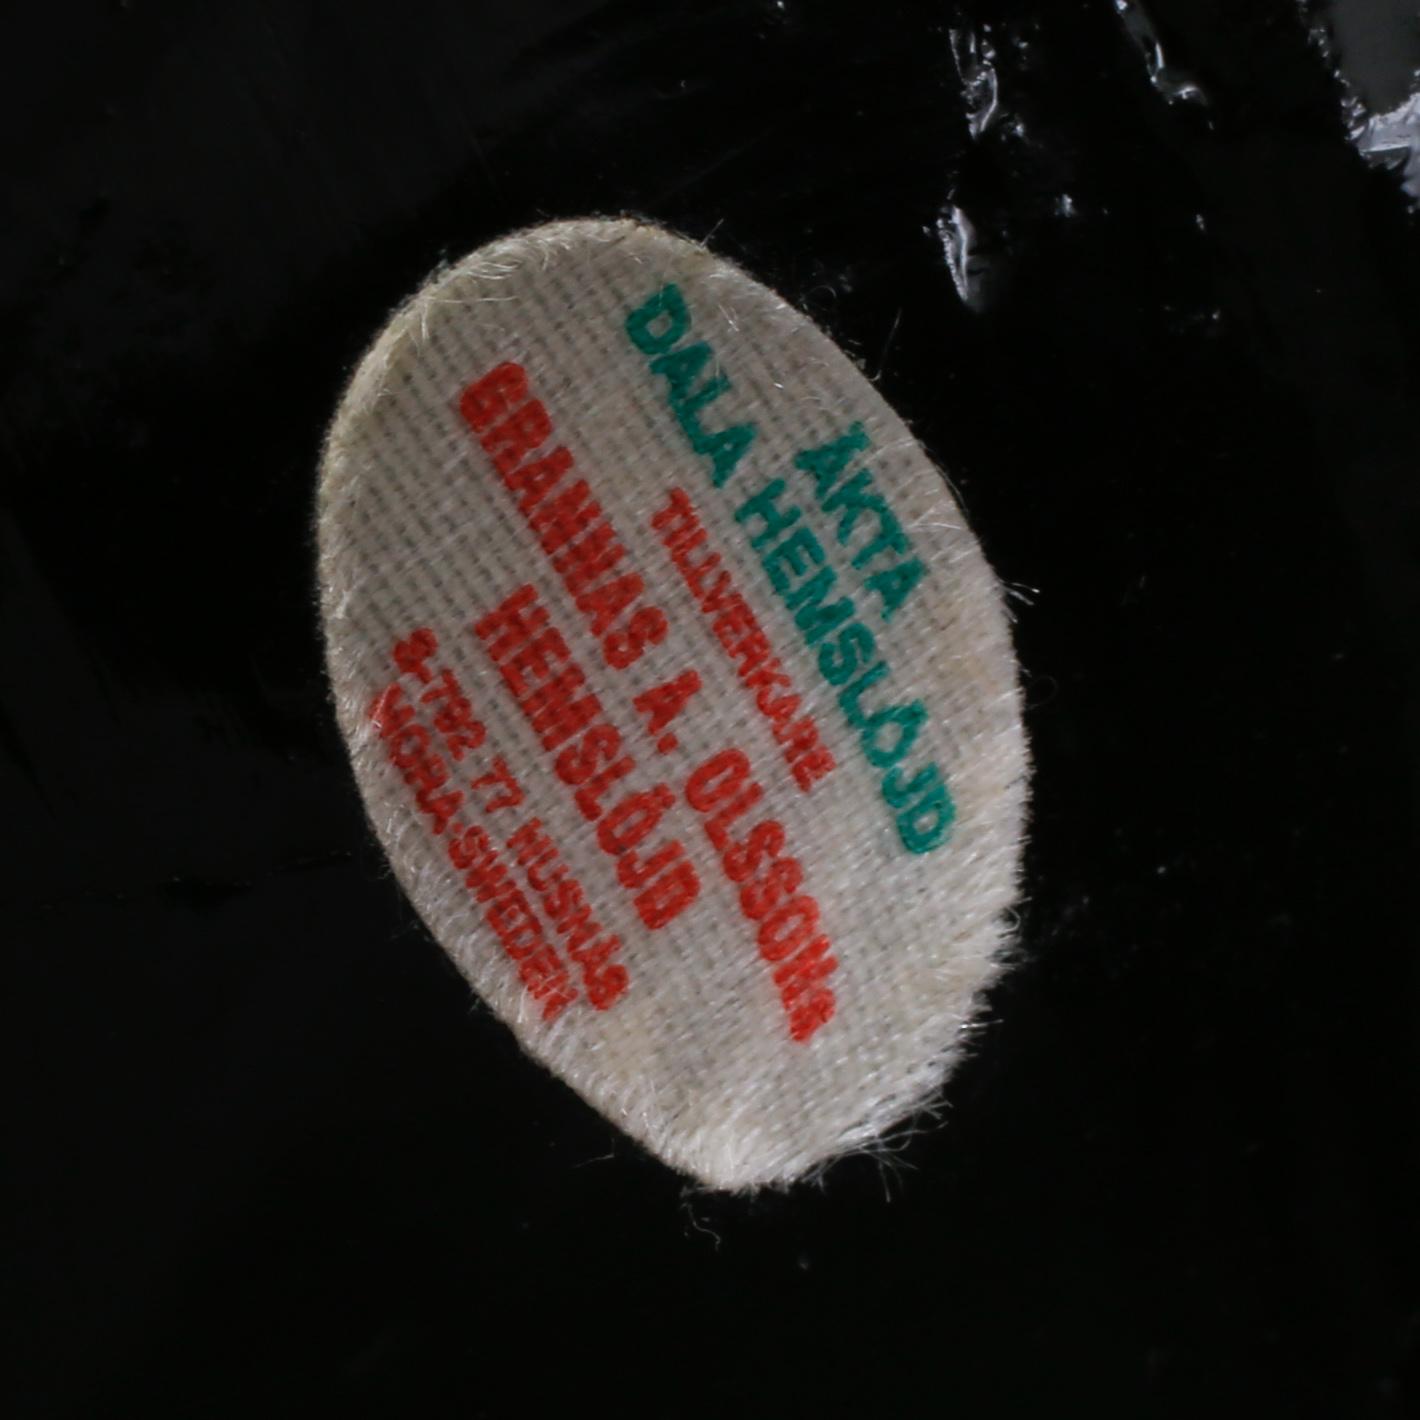 ÄKTA
DALA HEMSLÖJD
TILLVERKARE
GRANNAS A. OLSSONS
HEMSLÖJD
S-792 77 NUSNÄS
MORA-SWEDEN